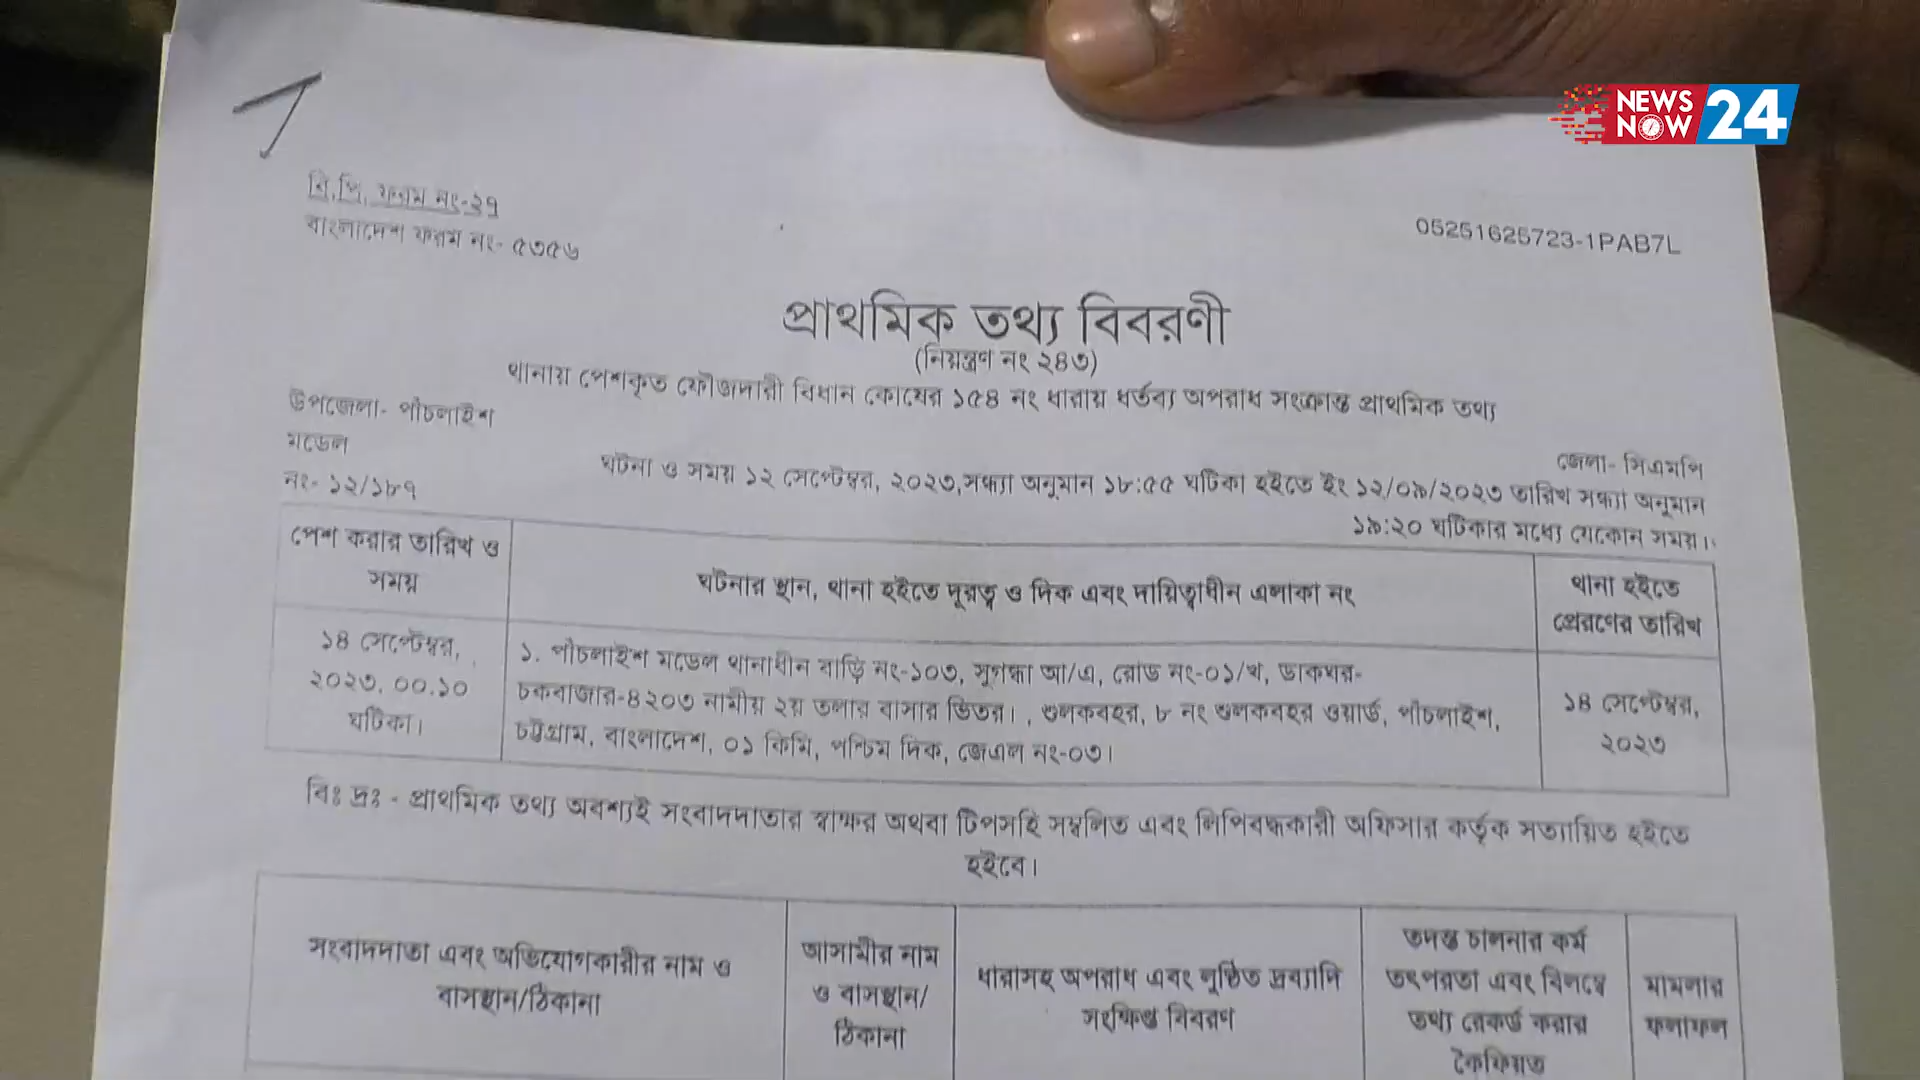 NEWS
NOW 24
বি.পি. ফরম নং-২৭
বাংলাদেশ ফরম নং- ৫৩৫৬
05251625723-1PAB7L
প্রাথমিক তথ্য বিবরণী
(নিয়ন্ত্রণ নং ২৪৩)
থানায় পেশকৃত ফৌজদারী বিধান কোষের ১৫৪ নং ধারায় ধর্তব্য অপরাধ সংক্রান্ত প্রাথমিক তথ্য
উপজেলা- পাঁচলাইশ
মডেল
নং- ১২/১৮৭
জেলা- সিএমপি
ঘটনা ও সময় ১২ সেপ্টেম্বর, ২০২৩,সন্ধ্যা অনুমান ১৮:৫৫ ঘটিকা হইতে ইং ১২/০৯/২০২৩ তারিখ সন্ধ্যা অনুমান
১৯:২০ ঘটিকার মধ্যে যেকোন সময়।
পেশ করার তারিখ ও
সময়
ঘটনার স্থান, থানা হইতে দূরত্ব ও দিক এবং দায়িত্বাধীন এলাকা নং
থানা হইতে
প্রেরণের তারিখ
১৪ সেপ্টেম্বর,
২০২৩, ০০.১০
ঘটিকা।
১. পাঁচলাইশ মডেল থানাধীন বাড়ি নং-১০৩, সুগন্ধা আ/এ, রোড নং-০১/খ, ডাকঘর-
চকবাজার-৪২০৩ নামীয় ২য় তলার বাসার ভিতর। , শুলকবহর, ৮ নং শুলকবহর ওয়ার্ড, পাঁচলাইশ,
চট্টগ্রাম, বাংলাদেশ, ০১ কিমি, পশ্চিম দিক, জেএল নং-০৩।
১৪ সেপ্টেম্বর,
২০২৩
বিঃ দ্রঃ - প্রাথমিক তথ্য অবশ্যই সংবাদদাতার স্বাক্ষর অথবা টিপসহি সম্বলিত এবং লিপিবদ্ধকারী অফিসার কর্তৃক সত্যায়িত হইতে
হইবে।
সংবাদদাতা এবং অভিযোগকারীর নাম ও
বাসস্থান/ঠিকানা
আসামীর নাম
ও বাসস্থান/
ঠিকানা
ধারাসহ অপরাধ এবং লুণ্ঠিত দ্রব্যাদি
সংক্ষিপ্ত বিবরণ
তদন্ত চালনার কর্ম
তৎপরতা এবং বিলম্বে
তথ্য রেকর্ড করার
কৈফিয়ত
মামলার
ফলাফল